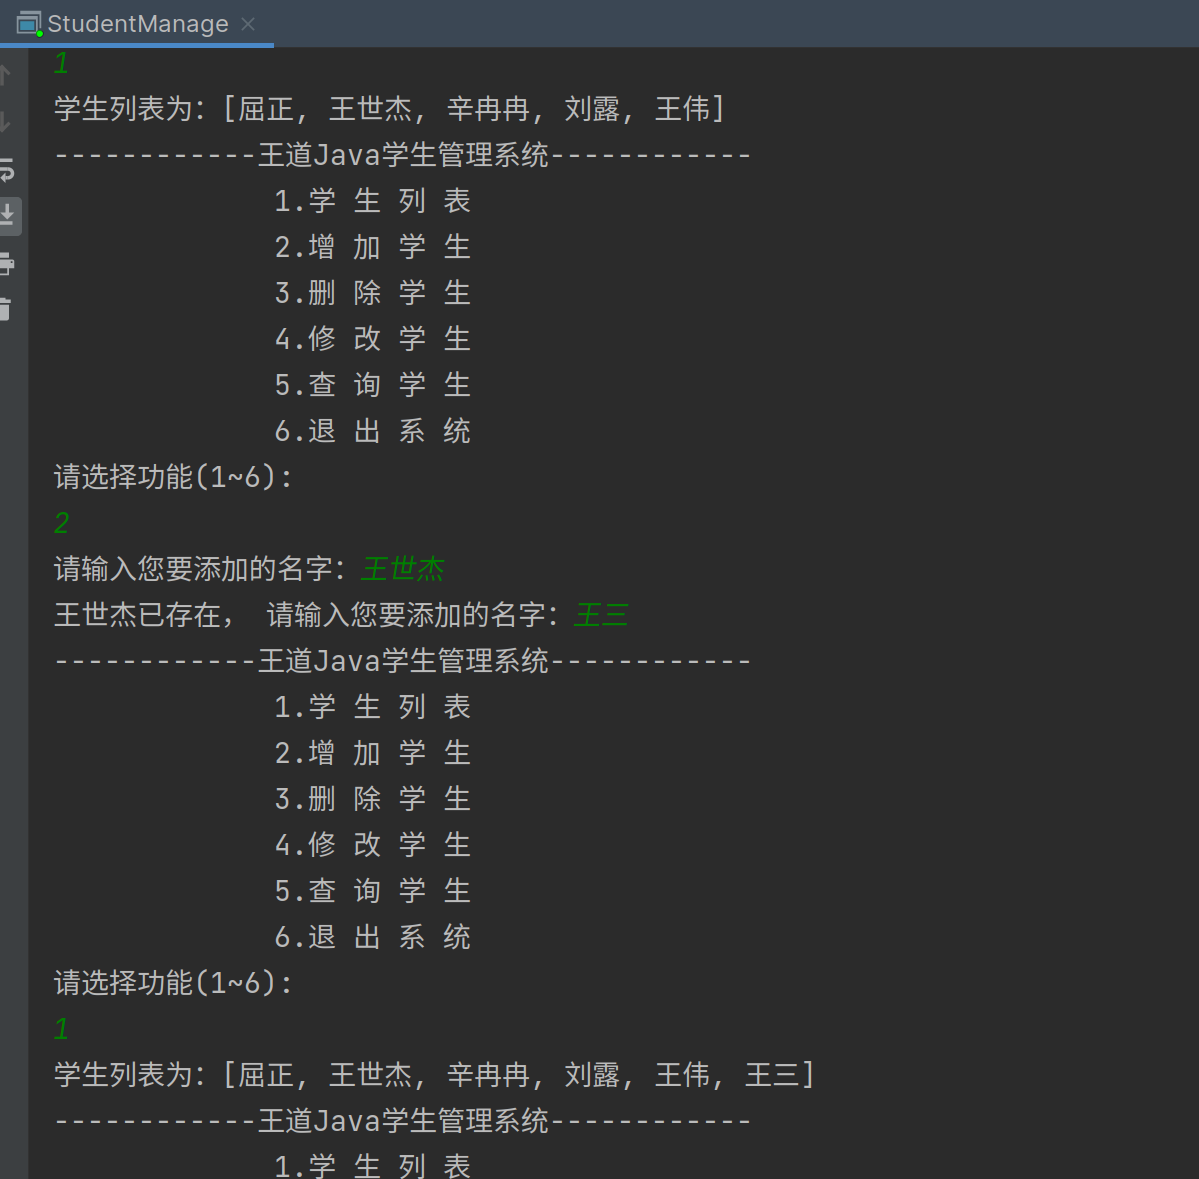 StudentManage
1
学生列表为：[屈正, 王世杰, 辛冉冉, 刘露, 王伟]
------------王道Java学生管理系统------------
1.学 生 列 表
2.增 加 学 生
3.删 除 学 生
4.修 改 学 生
5.查 询 学 生
6.退 出 系 统
请选择功能(1~6):
2
请输入您要添加的名字：王世杰
王世杰已存在， 请输入您要添加的名字：王三
------------王道Java学生管理系统------------
1.学 生 列 表
2.增 加 学 生
3.删 除 学 生
4.修 改 学 生
5.查 询 学 生
6.退 出 系 统
请选择功能(1~6):
1
学生列表为：[屈正, 王世杰, 辛冉冉, 刘露, 王伟, 王三]
------------王道Java学生管理系统------------
1.学 生 列 表